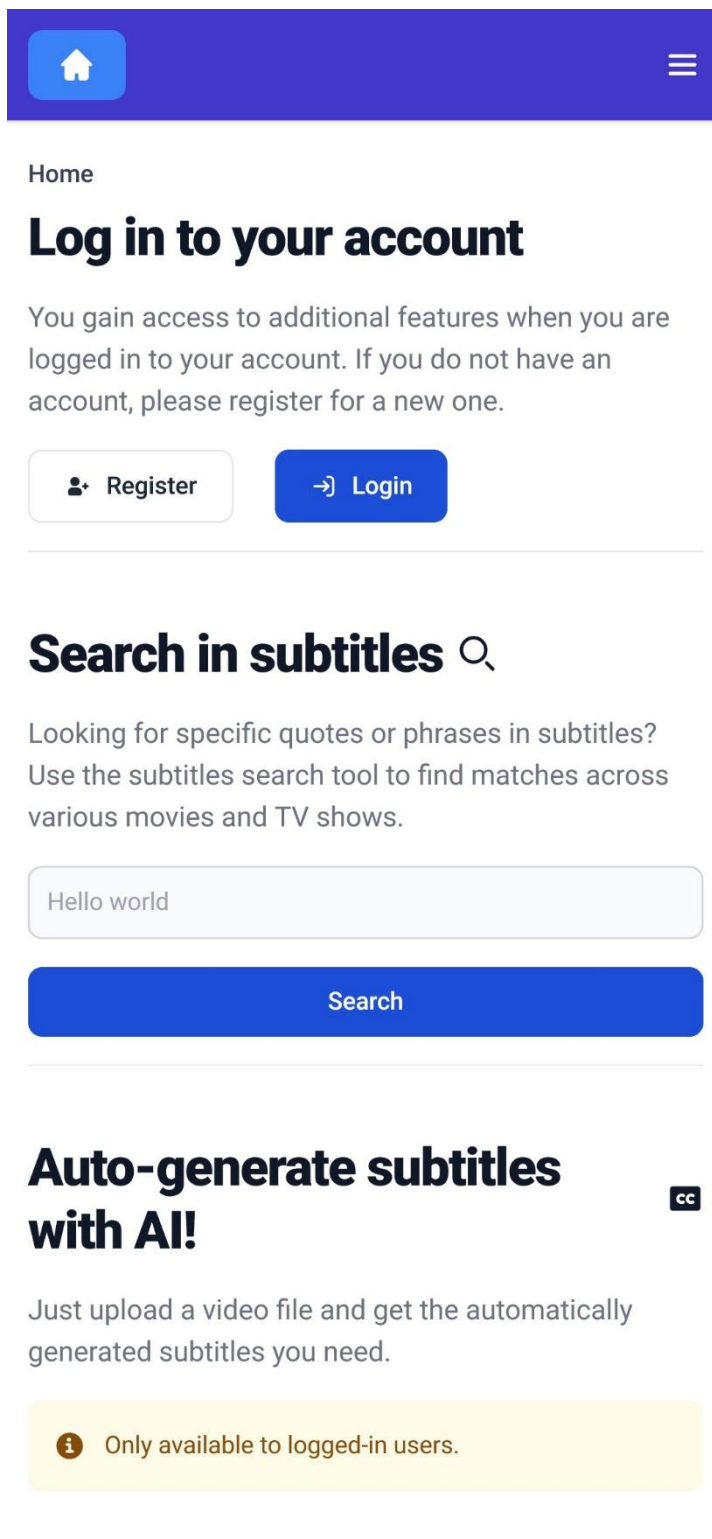 Home
Log in to your account
You gain access to additional features when you are
logged in to your account. If you do not have an
account, please register for a new one.
Register
Login
Search in subtitles
Looking for specific quotes or phrases in subtitles?
Use the subtitles search tool to find matches across
various movies and TV shows.
Hello world
Search
Auto-generate subtitles
with AI!
CC
Just upload a video file and get the automatically
generated subtitles you need.
Only available to logged-in users.